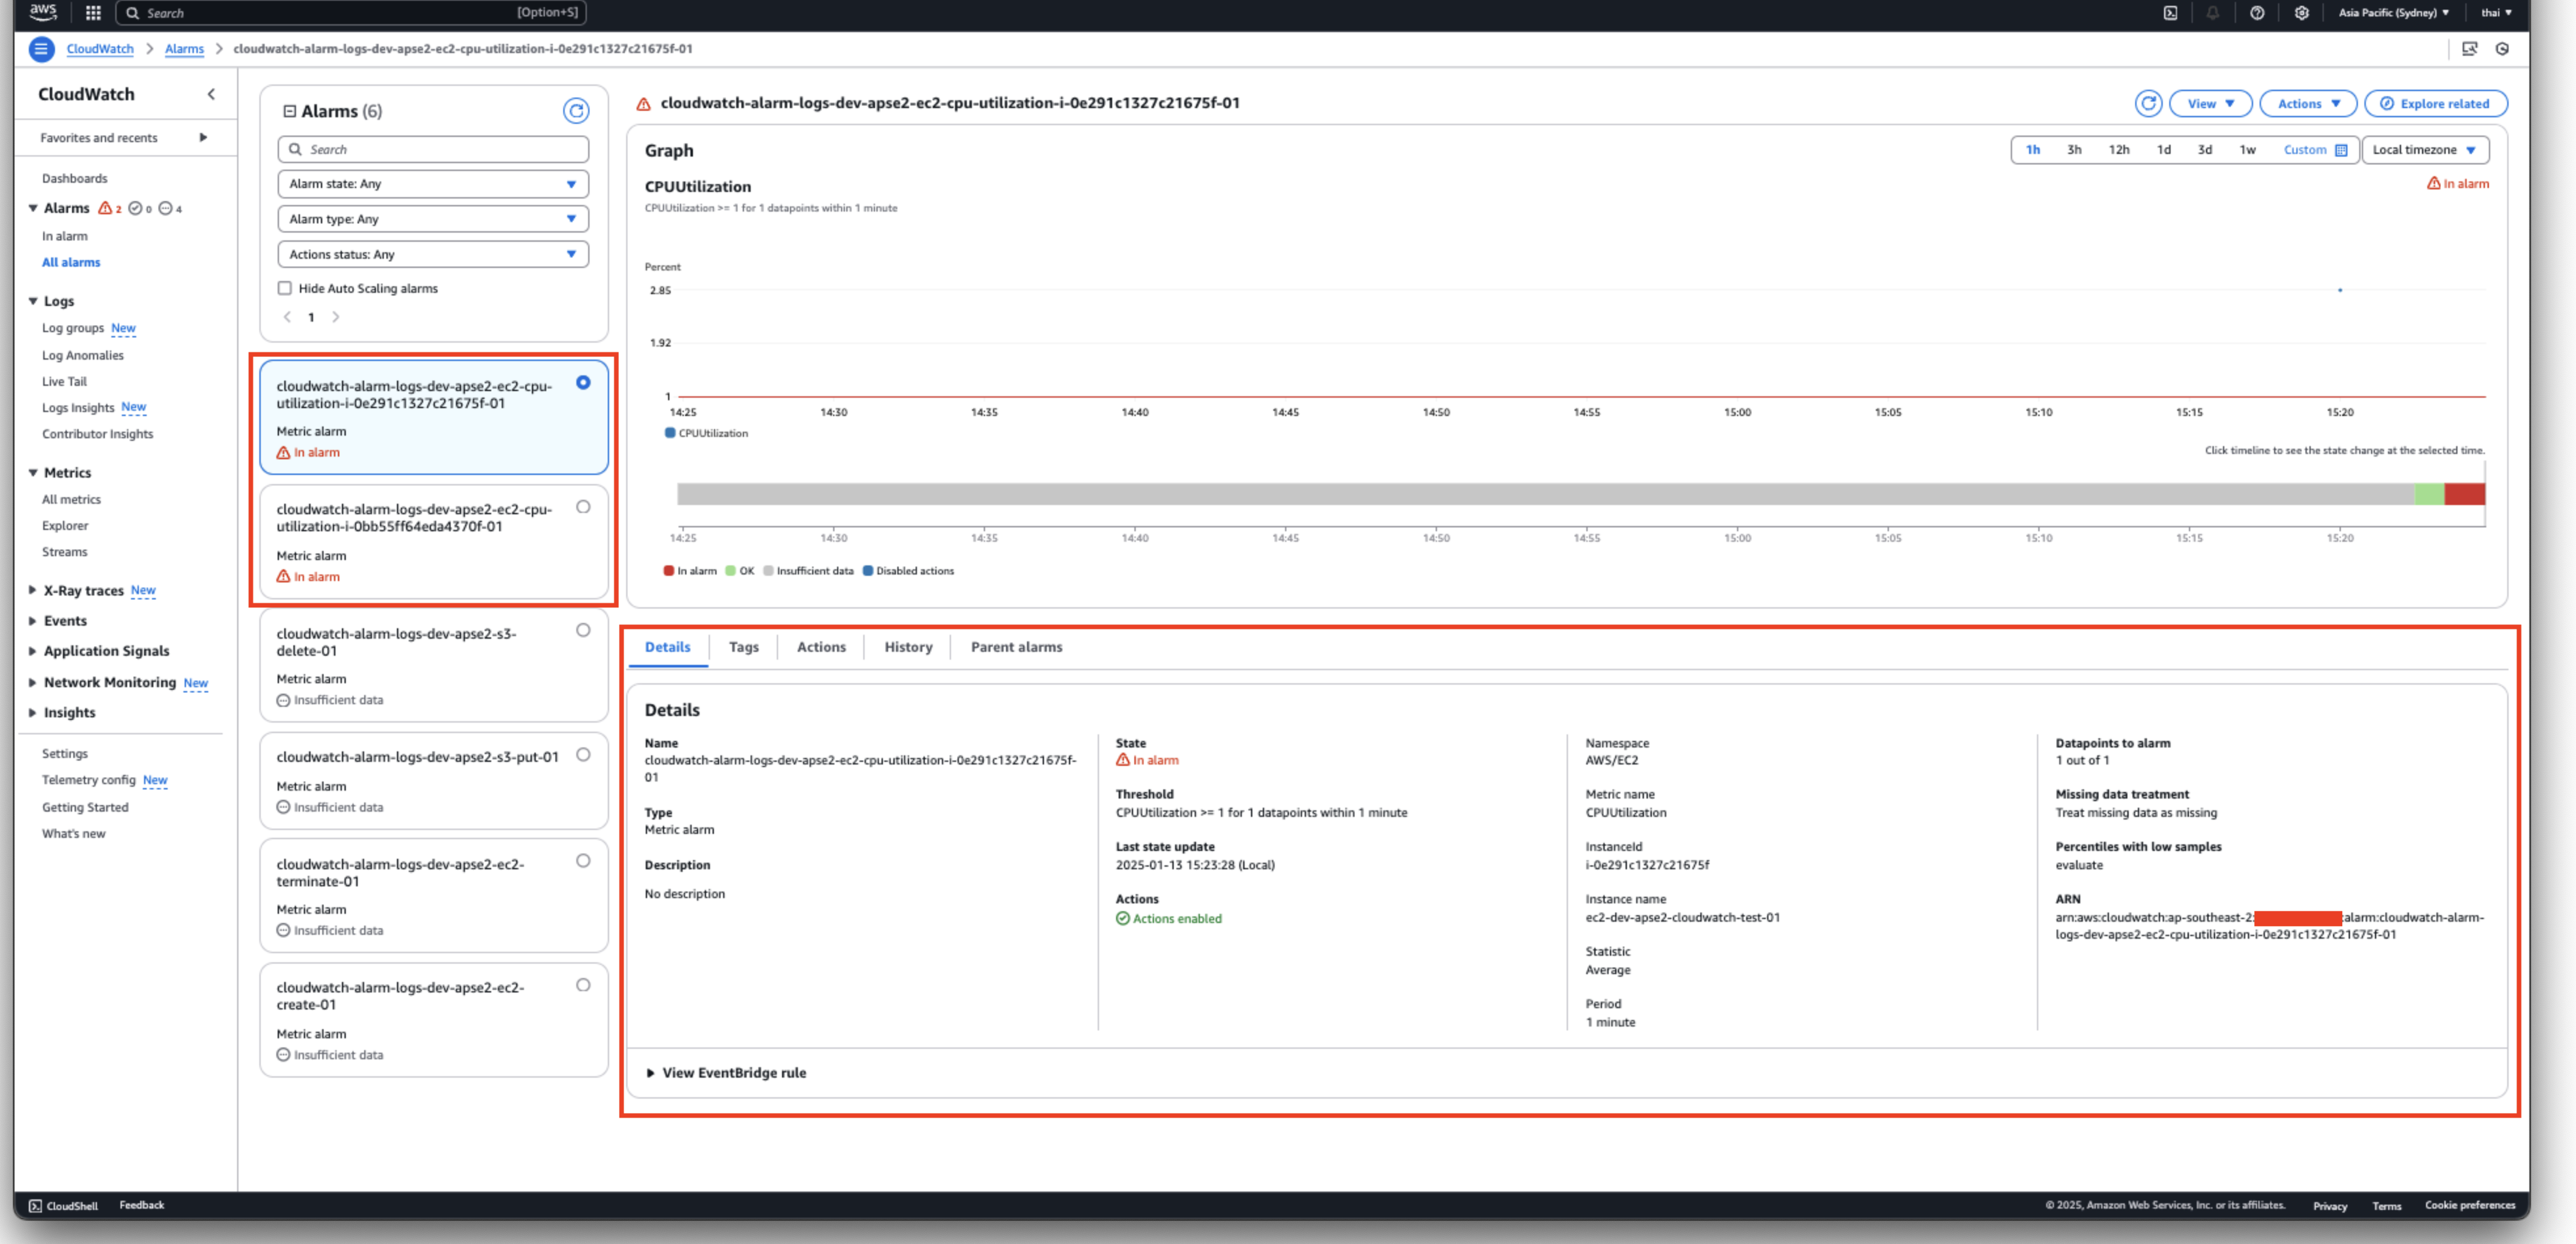 aws
Search [Option+S]
Asia Pacific (Sydney) thai
CloudWatch > Alarms > cloudwatch-alarm-logs-dev-apse2-ec2-cpu-utilization-i-0e291c1327c21675f-01
CloudWatch
Favorites and recents
Dashboards
Alarms 2 0 4
In alarm
All alarms
Logs
Log groups New
Log Anomalies
Live Tail
Logs Insights New
Contributor Insights
Metrics
All metrics
Explorer
Streams
X-Ray traces New
Events
Application Signals
Network Monitoring New
Insights
Settings
Telemetry config New
Getting Started
What's new
Alarms (6)
Search
Alarm state: Any
Alarm type: Any
Actions status: Any
Hide Auto Scaling alarms
1
cloudwatch-alarm-logs-dev-apse2-ec2-cpu-
utilization-i-0e291c1327c21675f-01
Metric alarm
In alarm
cloudwatch-alarm-logs-dev-apse2-ec2-cpu-
utilization-i-0bb55ff64eda4370f-01
Metric alarm
In alarm
cloudwatch-alarm-logs-dev-apse2-s3-
delete-01
Metric alarm
Insufficient data
cloudwatch-alarm-logs-dev-apse2-s3-put-01
Metric alarm
Insufficient data
cloudwatch-alarm-logs-dev-apse2-ec2-
terminate-01
Metric alarm
Insufficient data
cloudwatch-alarm-logs-dev-apse2-ec2-
create-01
Metric alarm
Insufficient data
cloudwatch-alarm-logs-dev-apse2-ec2-cpu-utilization-i-0e291c1327c21675f-01
View Actions Explore related
Graph
1h 3h 12h 1d 3d 1w Custom Local timezone
CPUUtilization
In alarm
CPUUtilization >= 1 for 1 datapoints within 1 minute
Percent
2.85
1.92
1
14:25 14:30 14:35 14:40 14:45 14:50 14:55 15:00 15:05 15:10 15:15 15:20
CPUUtilization
Click timeline to see the state change at the selected time.
14:25 14:30 14:35 14:40 14:45 14:50 14:55 15:00 15:05 15:10 15:15 15:20
In alarm OK Insufficient data Disabled actions
Details Tags Actions History Parent alarms
Details
Name
cloudwatch-alarm-logs-dev-apse2-ec2-cpu-utilization-i-0e291c1327c21675f-
01
Type
Metric alarm
Description
No description
State
In alarm
Threshold
CPUUtilization >= 1 for 1 datapoints within 1 minute
Last state update
2025-01-13 15:23:28 (Local)
Actions
Actions enabled
Namespace
AWS/EC2
Metric name
CPUUtilization
InstanceId
i-0e291c1327c21675f
Instance name
ec2-dev-apse2-cloudwatch-test-01
Statistic
Average
Period
1 minute
Datapoints to alarm
1 out of 1
Missing data treatment
Treat missing data as missing
Percentiles with low samples
evaluate
ARN
arn:aws:cloudwatch:ap-southeast-2: :alarm:cloudwatch-alarm-
logs-dev-apse2-ec2-cpu-utilization-i-0e291c1327c21675f-01
View EventBridge rule
CloudShell Feedback
© 2025, Amazon Web Services, Inc. or its affiliates. Privacy Terms Cookie preferences